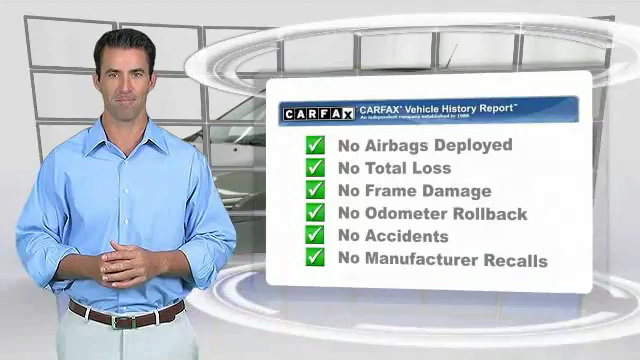 CARFAX CARFAX® Vehicle History Report™
An independent company established in 1986
No Airbags Deployed
No Total Loss
No Frame Damage
No Odometer Rollback
No Accidents
No Manufacturer Recalls